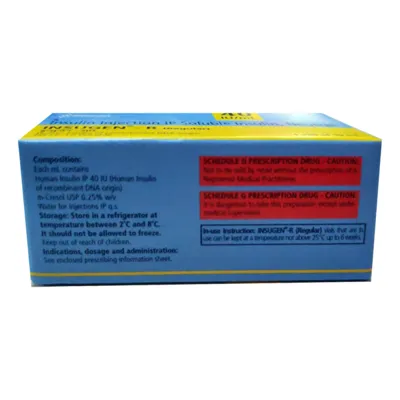 40
IU/mL
Insulin Injection IP
INSUGEN®-R (Regular)
Composition:
Each mL contains
Human Insulin IP 40 IU (Human Insulin
of recombinant DNA origin)
m-Cresol USP 0.25% w/v
Water for Injections IP q.s.
Storage: Store in a refrigerator at
temperature between 2°C and 8°C.
It should not be allowed to freeze.
Keep out of reach of children.
Indications, dosage and administration:
See enclosed prescribing information sheet.
SCHEDULE H PRESCRIPTION DRUG - CAUTION
Not to be sold by retail without the prescription of a
Registered Medical Practitioner.
SCHEDULE G PRESCRIPTION DRUG - CAUTION
It is dangerous to take this preparation except under
medical supervision
In-use Instruction: INSUGEN®-R (Regular) vials that are in-
use can be kept at a temperature not above 25°C up to 6 weeks.